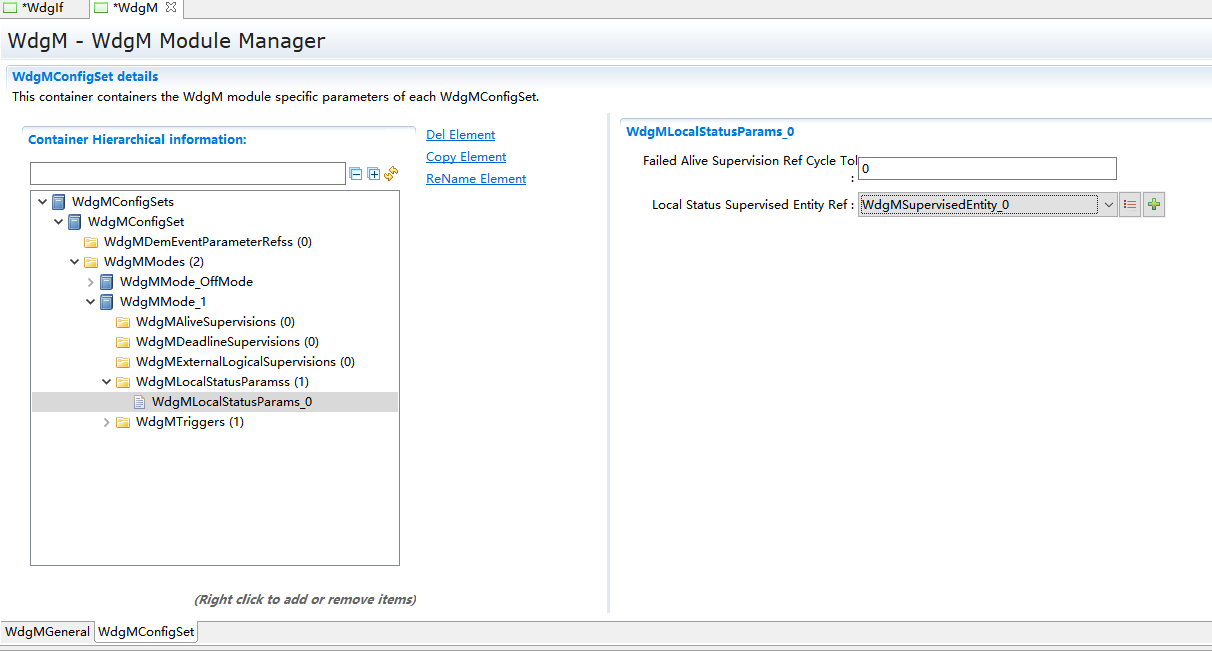 *WdgIf
*WdgM
WdgM - WdgM Module Manager
WdgMConfigSet details
This container containers the WdgM module specific parameters of each WdgMConfigSet.
Container Hierarchical information:
Del Element
Copy Element
ReName Element
WdgMConfigSets
WdgMConfigSet
WdgMDemEventParameterRefss (0)
WdgMModes (2)
WdgMMode_OffMode
WdgMMode_1
WdgMAliveSupervisions (0)
WdgMDeadlineSupervisions (0)
WdgMExternalLogicalSupervisions (0)
WdgMLocalStatusParamss (1)
WdgMLocalStatusParams_0
WdgMTriggers (1)
(Right click to add or remove items)
WdgMLocalStatusParams_0
Failed Alive Supervision Ref Cycle Tol : 0
Local Status Supervised Entity Ref : WdgMSupervisedEntity_0
WdgMGeneral WdgMConfigSet